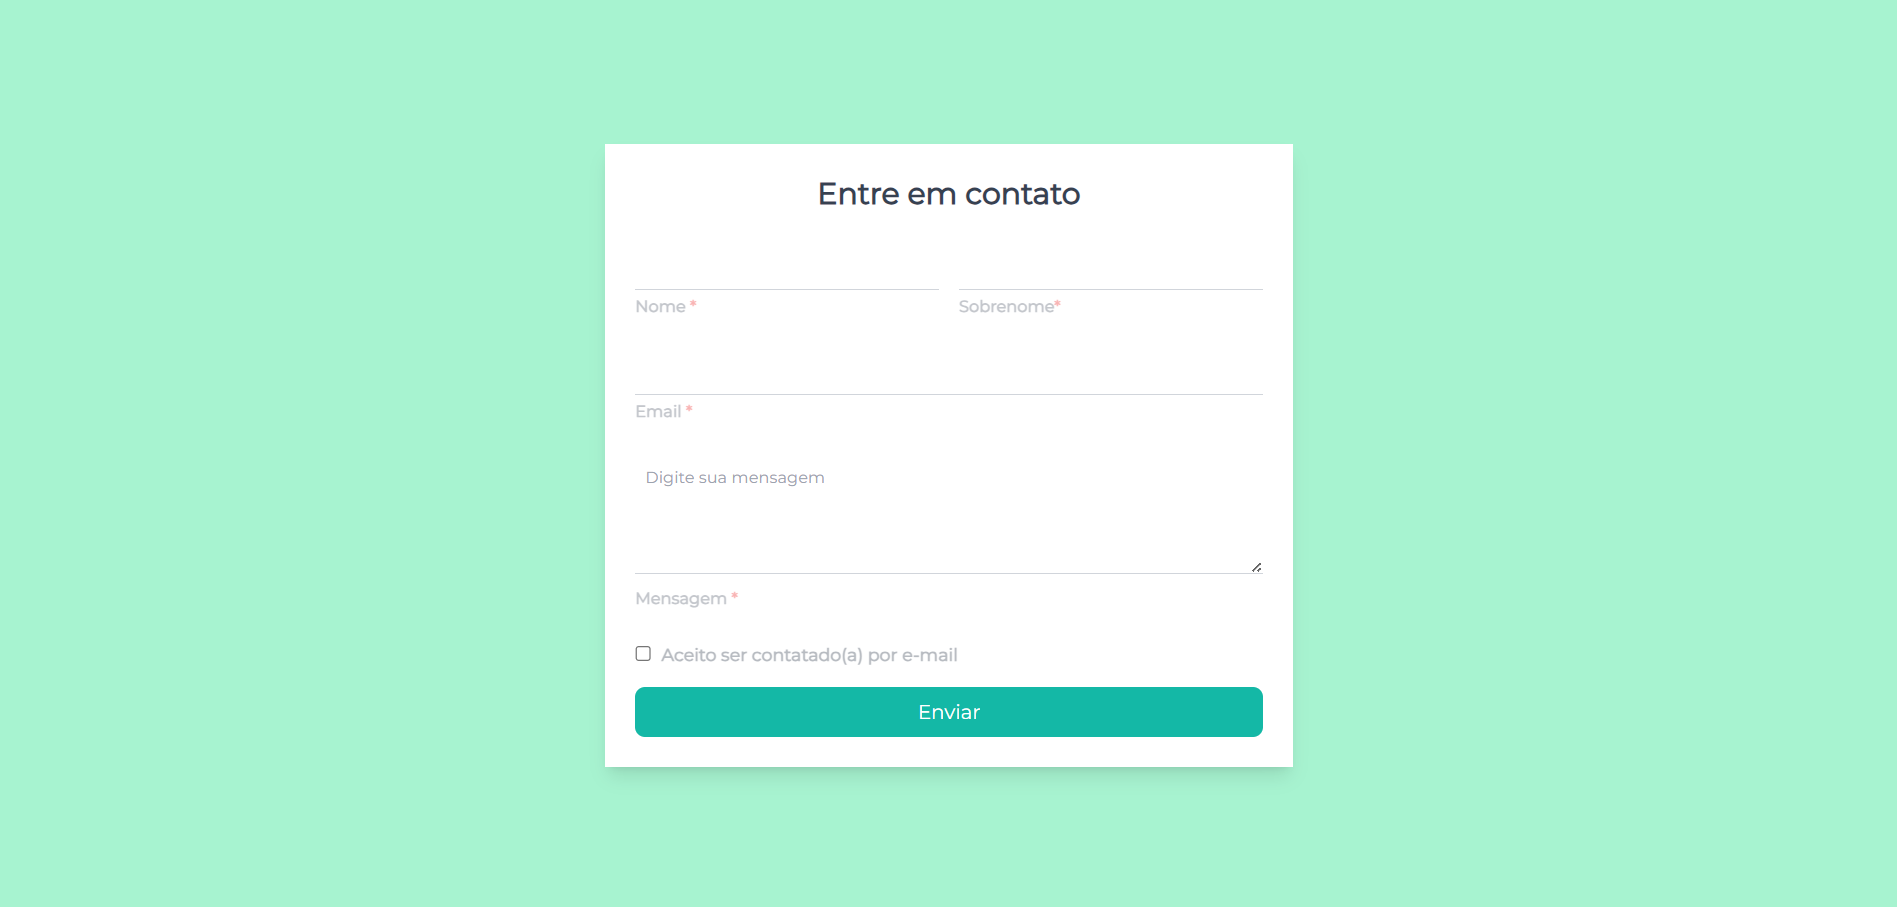 Entre em contato
Nome *
Sobrenome*
Email *
Digite sua mensagem
Mensagem *
Aceito ser contatado(a) por e-mail
Enviar